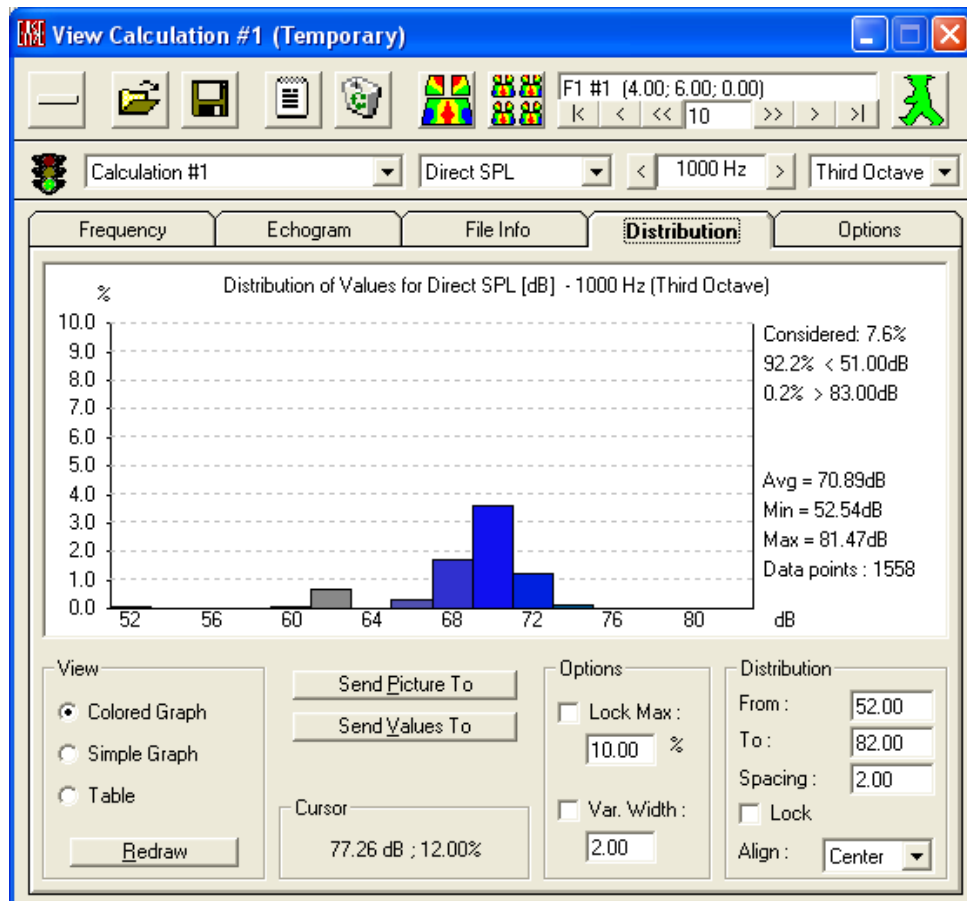 EASE View Calculation #1 (Temporary)
F1 #1 (4.00; 6.00; 0.00)
|< < << 10 >> > >|
Calculation #1 Direct SPL < 1000 Hz > Third Octave
Frequency Echogram File Info Distribution Options
Distribution of Values for Direct SPL [dB] - 1000 Hz (Third Octave)
%
10.0
9.0
8.0
7.0
6.0
5.0
4.0
3.0
2.0
1.0
0.0
52 56 60 64 68 72 76 80 dB
Considered: 7.6%
92.2% < 51.00dB
0.2% > 83.00dB
Avg = 70.89dB
Min = 52.54dB
Max = 81.47dB
Data points : 1558
View
Colored Graph
Simple Graph
Table
Redraw
Send Picture To
Send Values To
Cursor
77.26 dB ; 12.00%
Options
Lock Max :
10.00 %
Var. Width :
2.00
Distribution
From : 52.00
To : 82.00
Spacing : 2.00
Lock
Align : Center